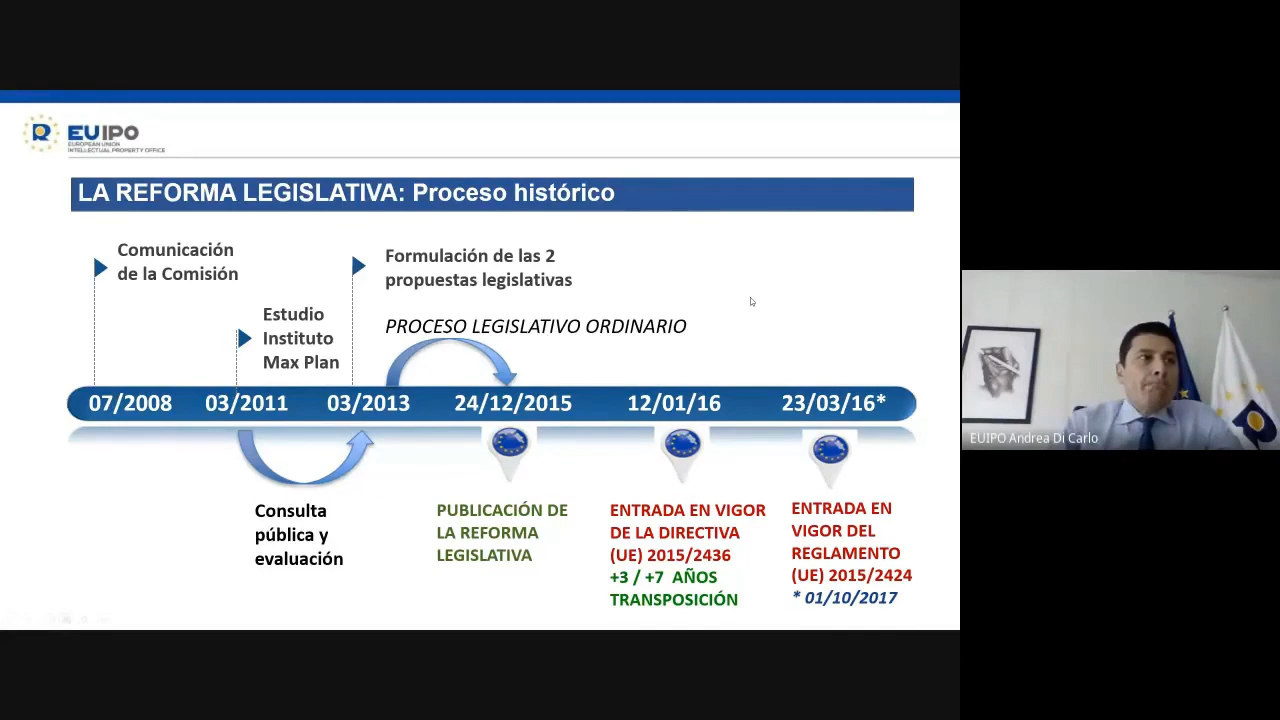 EUIPO
EUROPEAN UNION
INTELLECTUAL PROPERTY OFFICE
LA REFORMA LEGISLATIVA: Proceso histórico
Comunicación
de la Comisión
Estudio
Instituto
Max Plan
Formulación de las 2
propuestas legislativas
PROCESO LEGISLATIVO ORDINARIO
07/2008
03/2011
03/2013
24/12/2015
12/01/16
23/03/16*
Consulta
pública y
evaluación
PUBLICACIÓN DE
LA REFORMA
LEGISLATIVA
ENTRADA EN VIGOR
DE LA DIRECTIVA
(UE) 2015/2436
+3 / +7 AÑOS
TRANSPOSICIÓN
ENTRADA EN
VIGOR DEL
REGLAMENTO
(UE) 2015/2424
* 01/10/2017
EUIPO Andrea Di Carlo